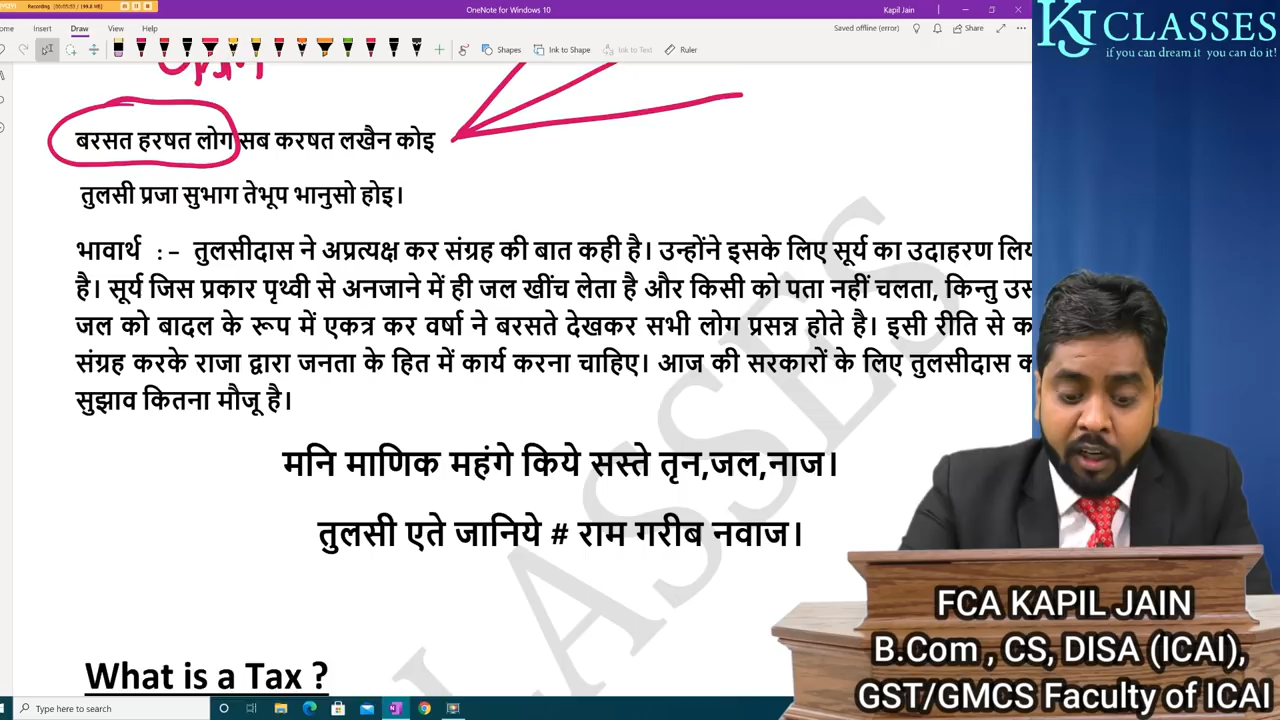 Recording
OneNote for Windows 10
Kapil Jain
Insert Draw View Help
Saved offline (error)
Share
Shapes Ink to Shape Ink to Text Ruler
KJ CLASSES
if you can dream it you can do it!
बरसत हरषत लोग सब करषत लखैन कोइ
तुलसी प्रजा सुभाग तेभूप भानुसो होइ।
भावार्थ :- तुलसीदास ने अप्रत्यक्ष कर संग्रह की बात कही है। उन्होंने इसके लिए सूर्य का उदाहरण
है। सूर्य जिस प्रकार पृथ्वी से अनजाने में ही जल खींच लेता है और किसी को पता नहीं चलता, किन्तु
जल को बादल के रूप में एकत्र कर वर्षा ने बरसते देखकर सभी लोग प्रसन्न होते है। इसी रीति से
संग्रह करके राजा द्वारा जनता के हित में कार्य करना चाहिए। आज की सरकारों के लिए तुलसीदास
सुझाव कितना मौजू है।
मनि माणिक महंगे किये सस्ते तृन,जल,नाज।
तुलसी एते जानिये # राम गरीब नवाज।
CLASSES
What is a Tax ?
FCA KAPIL JAIN
B.Com , CS, DISA (ICAI),
GST/GMCS Faculty of ICAI
Type here to search